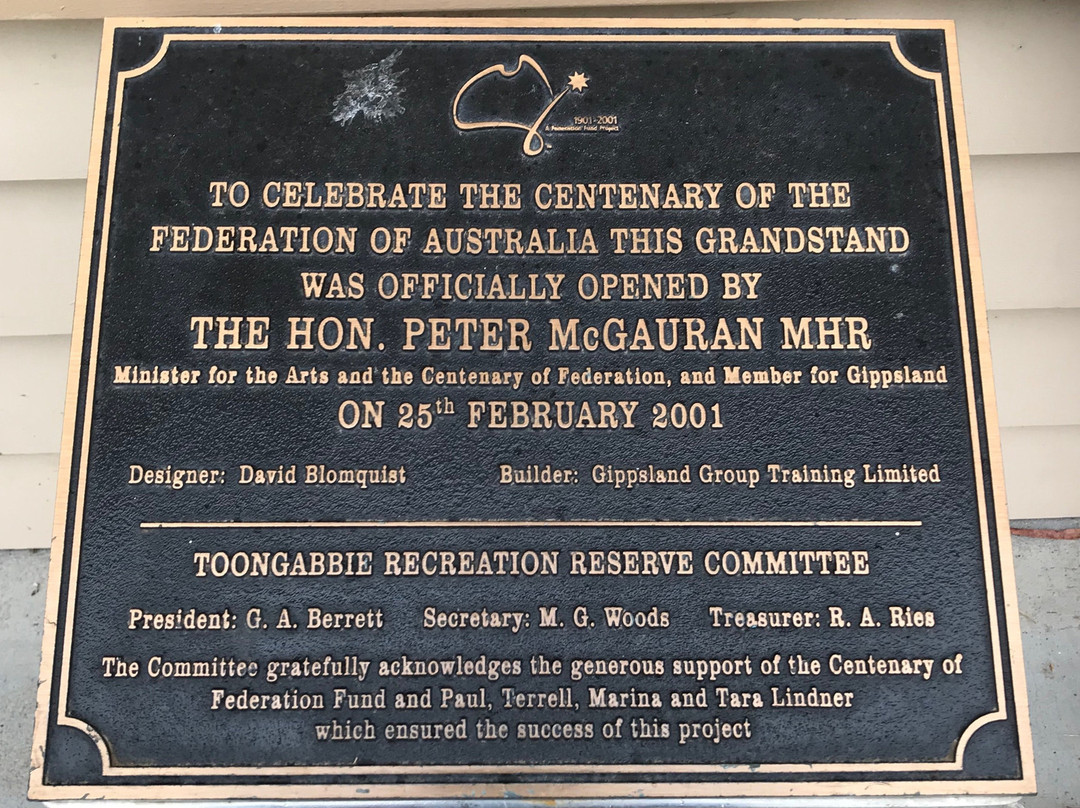 1901-2001
A Federation Fund Project
TO CELEBRATE THE CENTENARY OF THE
FEDERATION OF AUSTRALIA THIS GRANDSTAND
WAS OFFICIALLY OPENED BY
THE HON. PETER McGAURAN MHR
Minister for the Arts and the Centenary of Federation, and Member for Gippsland
ON 25th FEBRUARY 2001
Designer: David Blomquist Builder: Gippsland Group Training Limited
TOONGABBIE RECREATION RESERVE COMMITTEE
President: G. A. Berrett Secretary: M. G. Woods Treasurer: R. A. Ries
The Committee gratefully acknowledges the generous support of the Centenary of
Federation Fund and Paul, Terrell, Marina and Tara Lindner
which ensured the success of this project